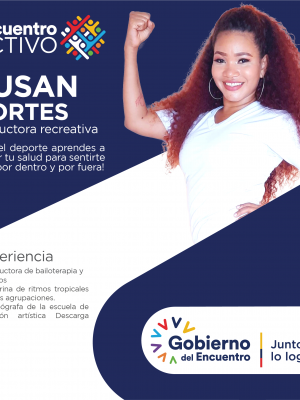 cuentro
CTIVO
USAN
ORTES
uctora recreativa
el deporte aprendes a
r tu salud para sentirte
por dentro y por fuera!
periencia
uctora de bailoterapia y
os
rina de ritmos tropicales
s agrupaciones.
ógrafa de la escuela de
ón artística Descarga
Gobierno
del Encuentro
Junto
lo log